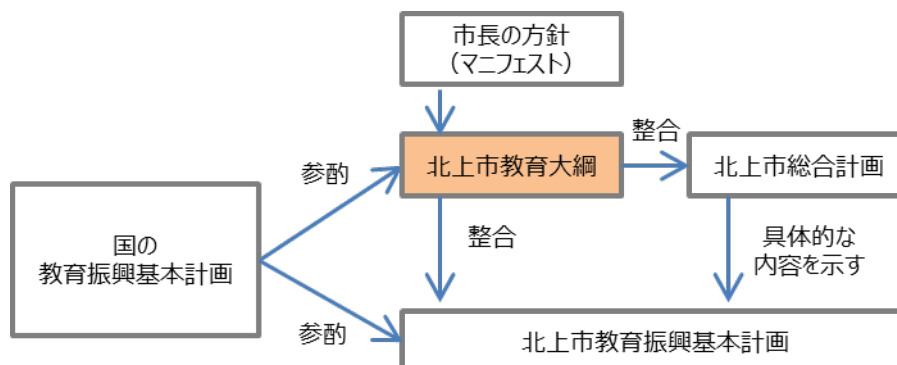 市長の方針
（マニフェスト）
整合
北上市教育大綱
北上市総合計画
参酌
国の
教育振興基本計画
整合
具体的な
内容を示す
参酌
北上市教育振興基本計画